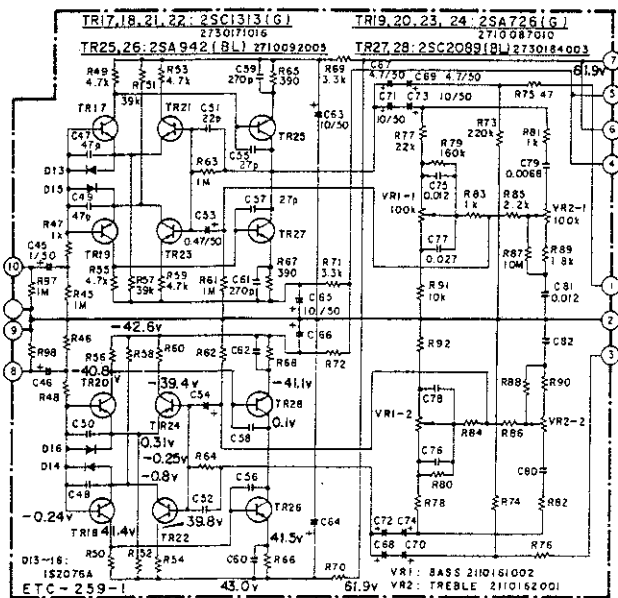 TR17,18,21,22: 2SC1313(G)
2730171016
TR25,26: 2SA942 (BL) 2710092005
TR19,20,23,24: 2SA726(G)
2710087010
TR27,28: 2SC2089(BL) 2730184003
R49 4.7k
R51 39k
R53 4.7k
C59 270p
R65 390
R69 3.3k
C67 4.7/50
C69 4.7/50
61.9v
7
5
6
4
TR17
TR21
C51 22p
TR25
C63 10/50
C71 10/50
C73 10/50
R75 47
R73 220k
R77 22k
R79 160k
R81 1k
C79 0.0068
C47 47p
D13
D15
R63 1M
C55 27p
C75 0.012
C49 47p
C57 27p
VR1-1 100k
R83 1k
R85 2.2k
VR2-1 100k
R47 1k
C53 0.47/50
TR19
TR23
TR27
C77 0.027
R87 10M
R89 1.8k
C45 1/50
10
R97 1M
R45 1M
R55 4.7k
R57 39k
R59 4.7k
R61 1M
C61 270p
R67 390
R71 3.3k
C65 10/50
R91 10k
C81 0.012
1
9
2
C66
-42.6v
R46
R98
R56
R58
R60
R62
C62
R68
R72
R92
C82
3
8
C46
-40.8v
R48
TR20
-39.4v
TR24
C54
-41.1v
TR28
0.1v
C58
R88
R90
C78
VR1-2
R84
R86
VR2-2
C50
D16
D14
0.31v
-0.25v
-0.8v
R64
C76
R80
C80
C48
C52
C56
R78
R74
R82
-0.24v
TR18
41.4v
TR22
39.8v
TR26
41.5v
C64
C72
C74
C68
C70
R76
D13-16:
1S2076A
R50
R52
R54
C60
R66
R70
ETC-259-1
43.0v
61.9v
VR1: BASS 2110161002
VR2: TREBLE 2110162001